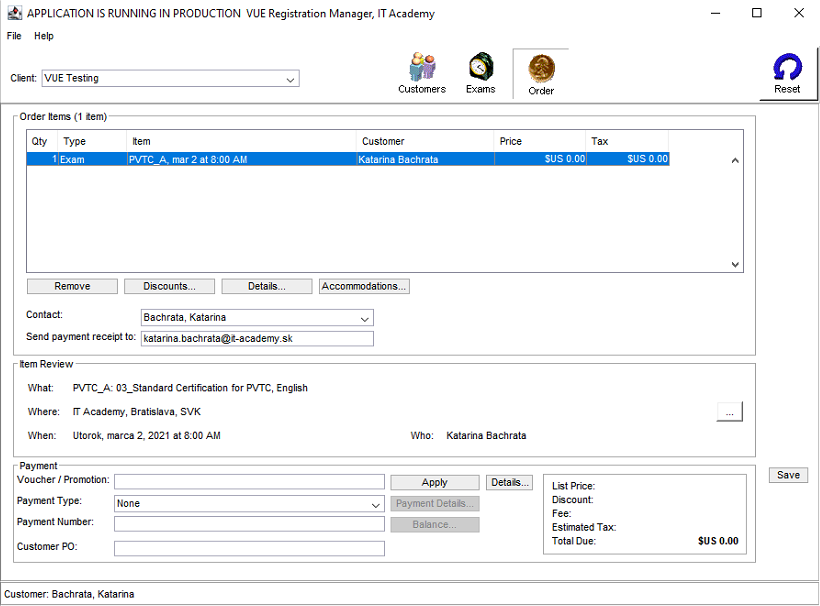 APPLICATION IS RUNNING IN PRODUCTION  VUE Registration Manager, IT Academy
File Help
Client: VUE Testing
Customers Exams Order Reset
Order Items (1 item)
Qty Type Item Customer Price Tax
1 Exam PVTC_A, mar 2 at 8:00 AM Katarina Bachrata $US 0.00 $US 0.00
Remove Discounts... Details... Accommodations...
Contact: Bachrata, Katarina
Send payment receipt to: katarina.bachrata@it-academy.sk
Item Review
What: PVTC_A: 03_Standard Certification for PVTC, English
Where: IT Academy, Bratislava, SVK ...
When: Utorok, marca 2, 2021 at 8:00 AM Who: Katarina Bachrata
Payment
Voucher / Promotion: Apply Details...
Payment Type: None Payment Details...
Payment Number: Balance...
Customer PO:
List Price:
Discount:
Fee:
Estimated Tax:
Total Due: $US 0.00
Save
Customer: Bachrata, Katarina